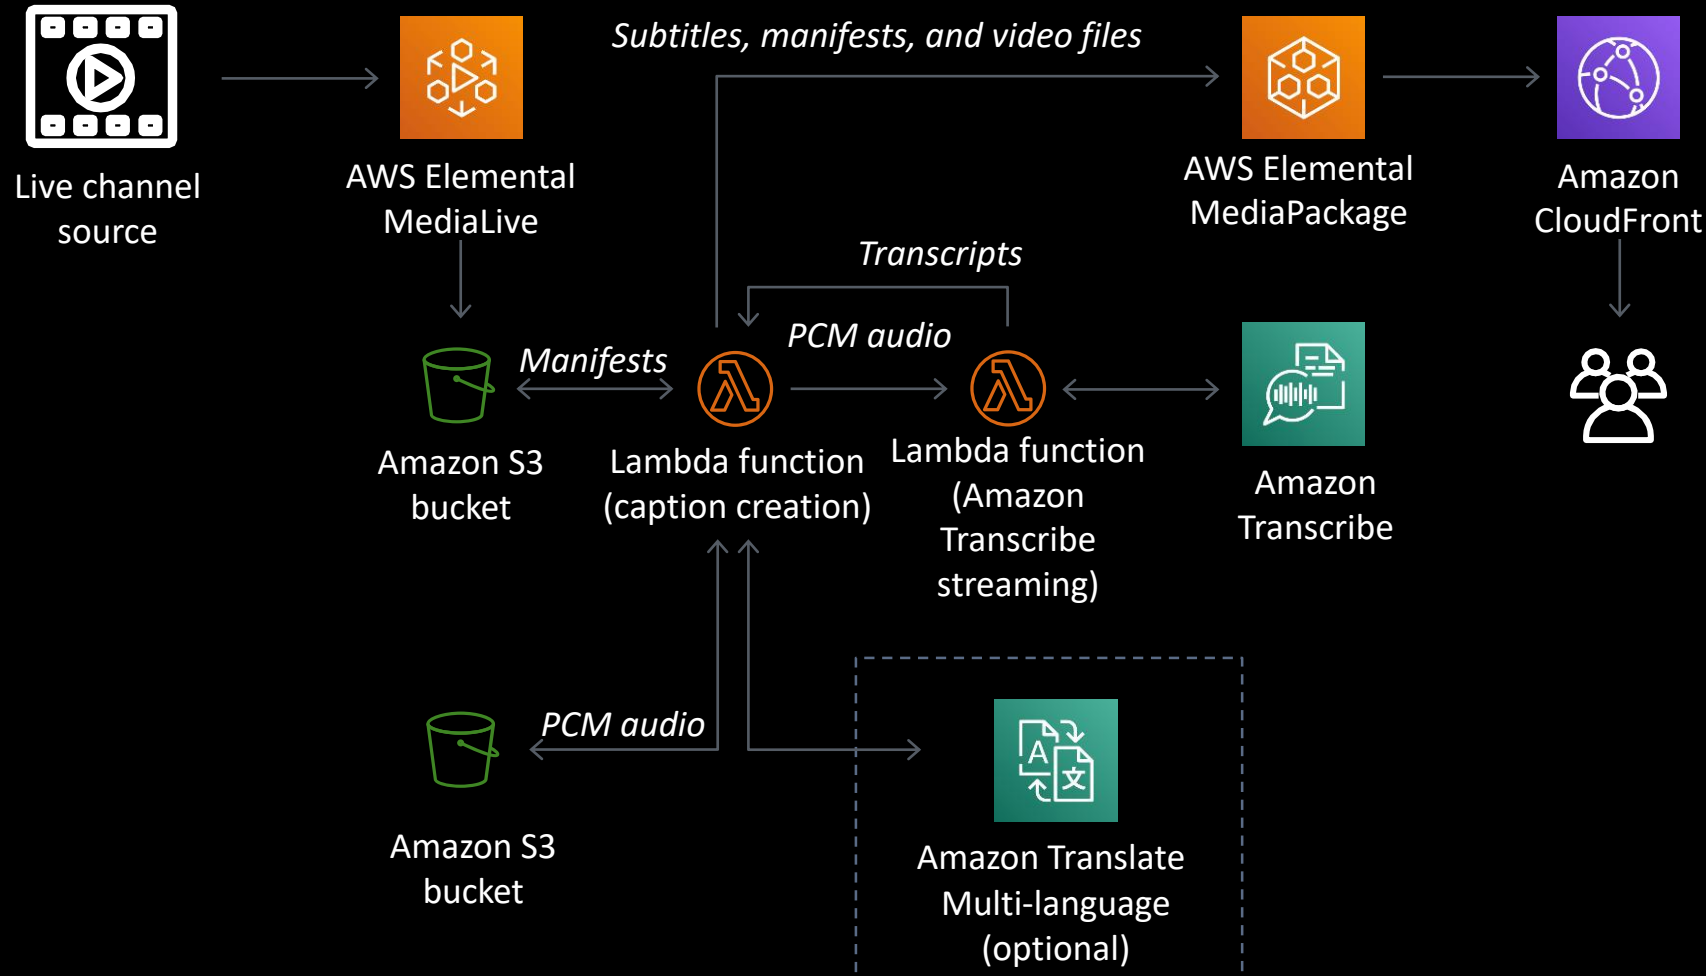 Subtitles, manifests, and video files
Live channel
source
AWS Elemental
MediaLive
AWS Elemental
MediaPackage
Amazon
CloudFront
Transcripts
PCM audio
Manifests
Amazon S3
bucket
Lambda function
(caption creation)
Lambda function
(Amazon
Transcribe
streaming)
Amazon
Transcribe
PCM audio
A
文
Amazon S3
bucket
Amazon Translate
Multi-language
(optional)